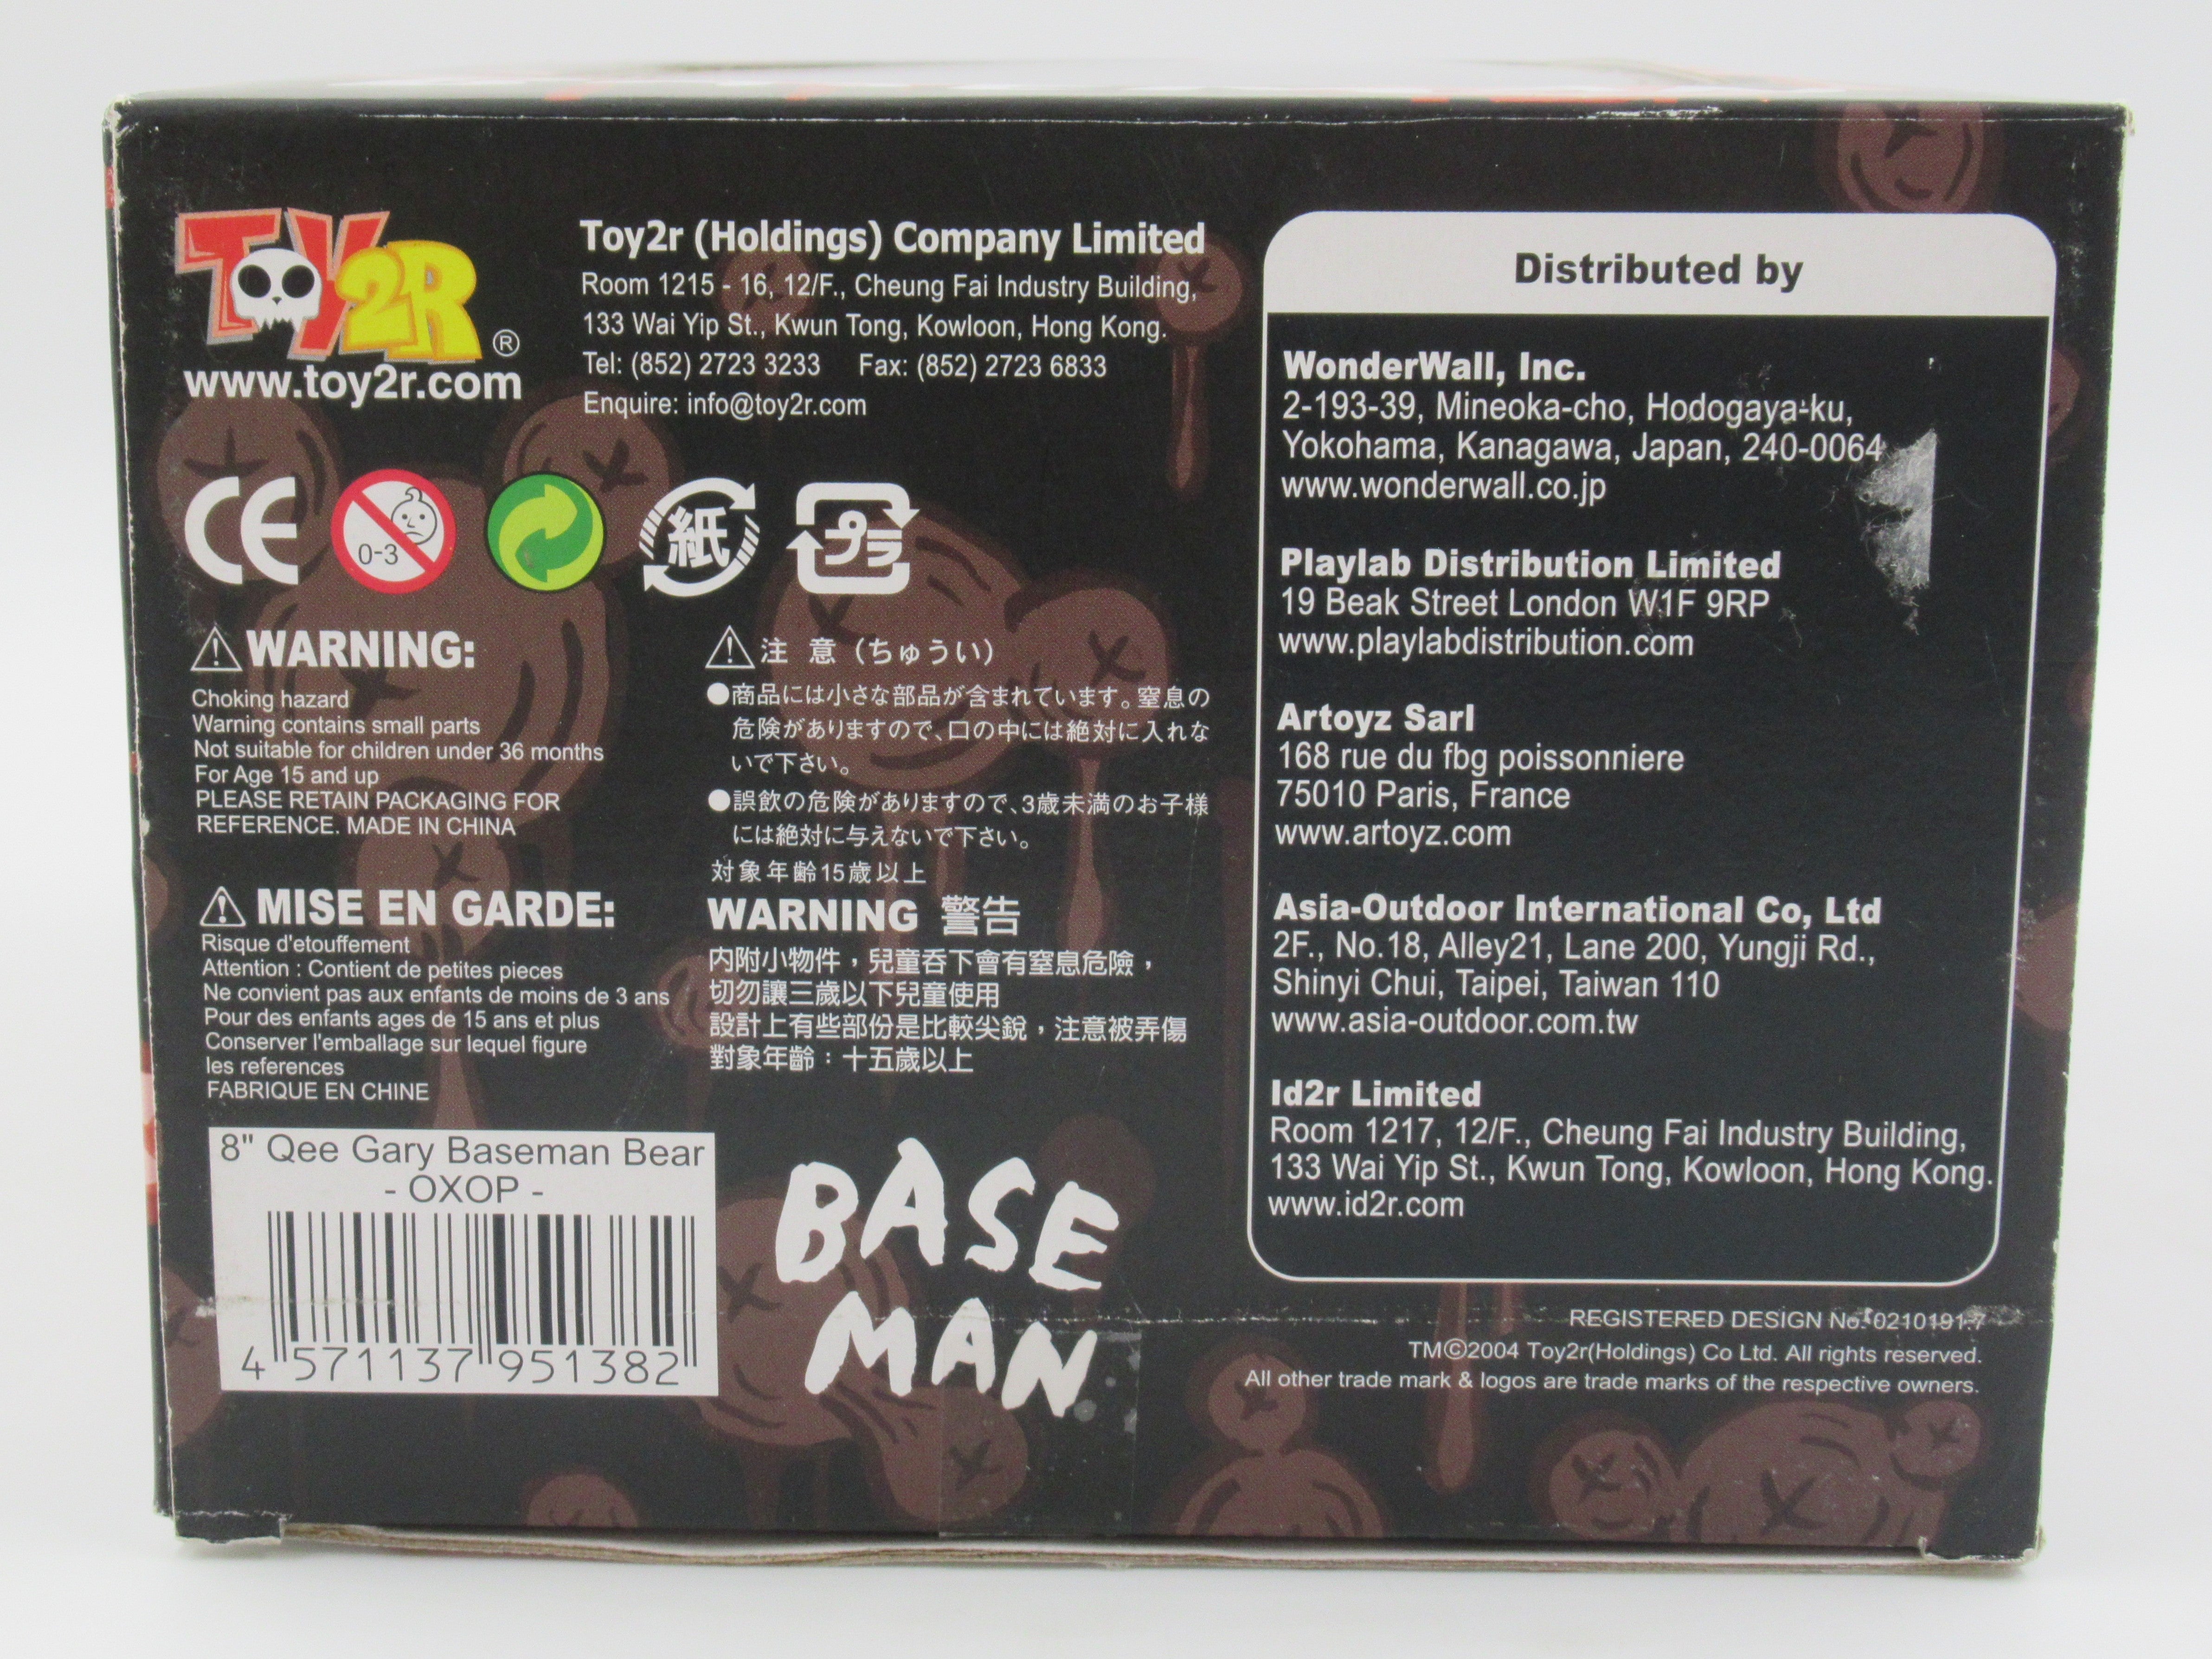 TOY2R ®
www.toy2r.com
Toy2r (Holdings) Company Limited
Room 1215 - 16, 12/F., Cheung Fai Industry Building,
133 Wai Yip St., Kwun Tong, Kowloon, Hong Kong.
Tel: (852) 2723 3233 Fax: (852) 2723 6833
Enquire: info@toy2r.com
CE 0-3 紙 プラ
WARNING:
Choking hazard
Warning contains small parts
Not suitable for children under 36 months
For Age 15 and up
PLEASE RETAIN PACKAGING FOR
REFERENCE. MADE IN CHINA
MISE EN GARDE:
Risque d'etouffement
Attention : Contient de petites pieces
Ne convient pas aux enfants de moins de 3 ans
Pour des enfants ages de 15 ans et plus
Conserver l'emballage sur lequel figure
les references
FABRIQUE EN CHINE
注 意 (ちゅうい)
●商品には小さな部品が含まれています。窒息の
危険がありますので、口の中には絶対に入れな
いで下さい。
●誤飲の危険がありますので、3歳未満のお子様
には絶対に与えないで下さい。
対象年齢15歳以上
WARNING 警告
內附小物件，兒童吞下會有窒息危險，
切勿讓三歲以下兒童使用
設計上有些部份是比較尖銳，注意被弄傷
對象年齡：十五歲以上
8" Qee Gary Baseman Bear
- OXOP -
4 571137 951382
BASE
MAN
Distributed by
WonderWall, Inc.
2-193-39, Mineoka-cho, Hodogaya-ku,
Yokohama, Kanagawa, Japan, 240-0064
www.wonderwall.co.jp
Playlab Distribution Limited
19 Beak Street London W1F 9RP
www.playlabdistribution.com
Artoyz Sarl
168 rue du fbg poissonniere
75010 Paris, France
www.artoyz.com
Asia-Outdoor International Co, Ltd
2F., No.18, Alley21, Lane 200, Yungji Rd.,
Shinyi Chui, Taipei, Taiwan 110
www.asia-outdoor.com.tw
Id2r Limited
Room 1217, 12/F., Cheung Fai Industry Building,
133 Wai Yip St., Kwun Tong, Kowloon, Hong Kong.
www.id2r.com
REGISTERED DESIGN No. 0210191.7
TM©2004 Toy2r(Holdings) Co Ltd. All rights reserved.
All other trade mark & logos are trade marks of the respective owners.